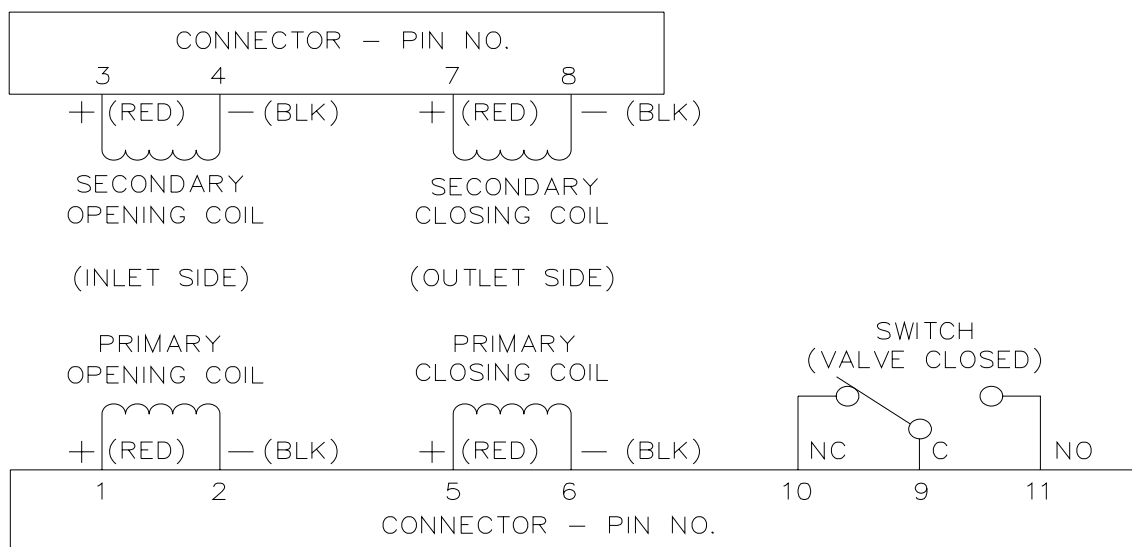 CONNECTOR – PIN NO.
3 4 7 8
+ (RED) – (BLK) + (RED) – (BLK)
SECONDARY
OPENING COIL
SECONDARY
CLOSING COIL
(INLET SIDE) (OUTLET SIDE)
PRIMARY
OPENING COIL
PRIMARY
CLOSING COIL
SWITCH
(VALVE CLOSED)
+ (RED) – (BLK) + (RED) – (BLK) NC C NO
1 2 5 6 10 9 11
CONNECTOR – PIN NO.